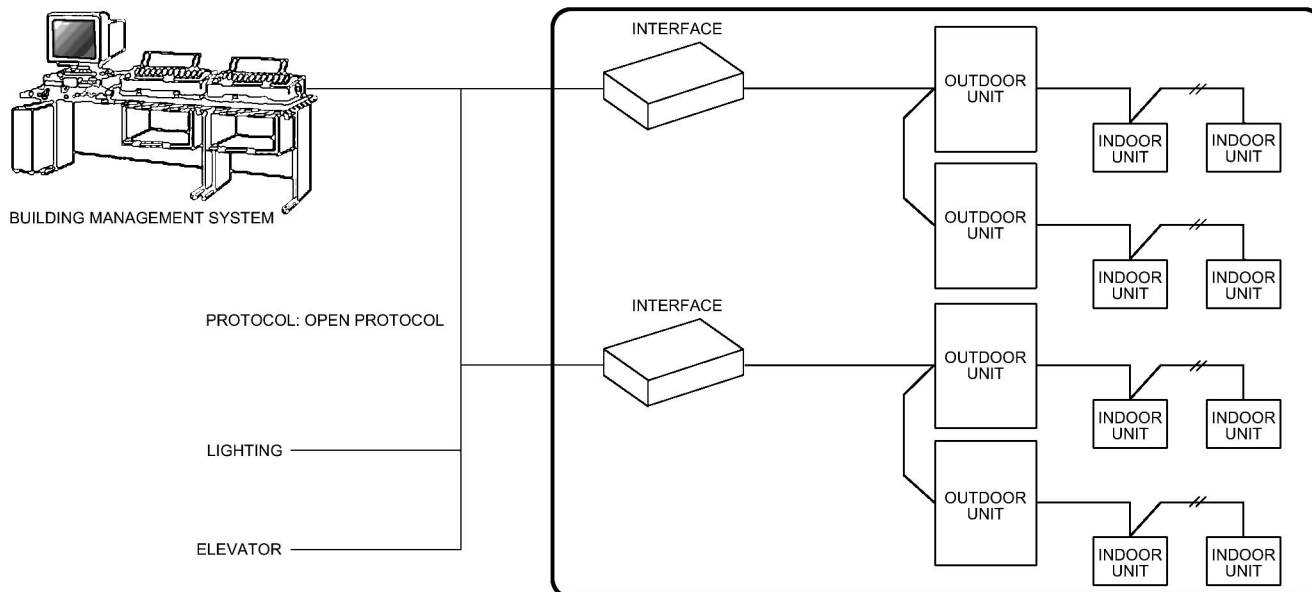 INTERFACE
OUTDOOR
UNIT
INDOOR
UNIT
INDOOR
UNIT
BUILDING MANAGEMENT SYSTEM
OUTDOOR
UNIT
INDOOR
UNIT
INDOOR
UNIT
PROTOCOL: OPEN PROTOCOL
INTERFACE
OUTDOOR
UNIT
INDOOR
UNIT
INDOOR
UNIT
LIGHTING
OUTDOOR
UNIT
ELEVATOR
INDOOR
UNIT
INDOOR
UNIT